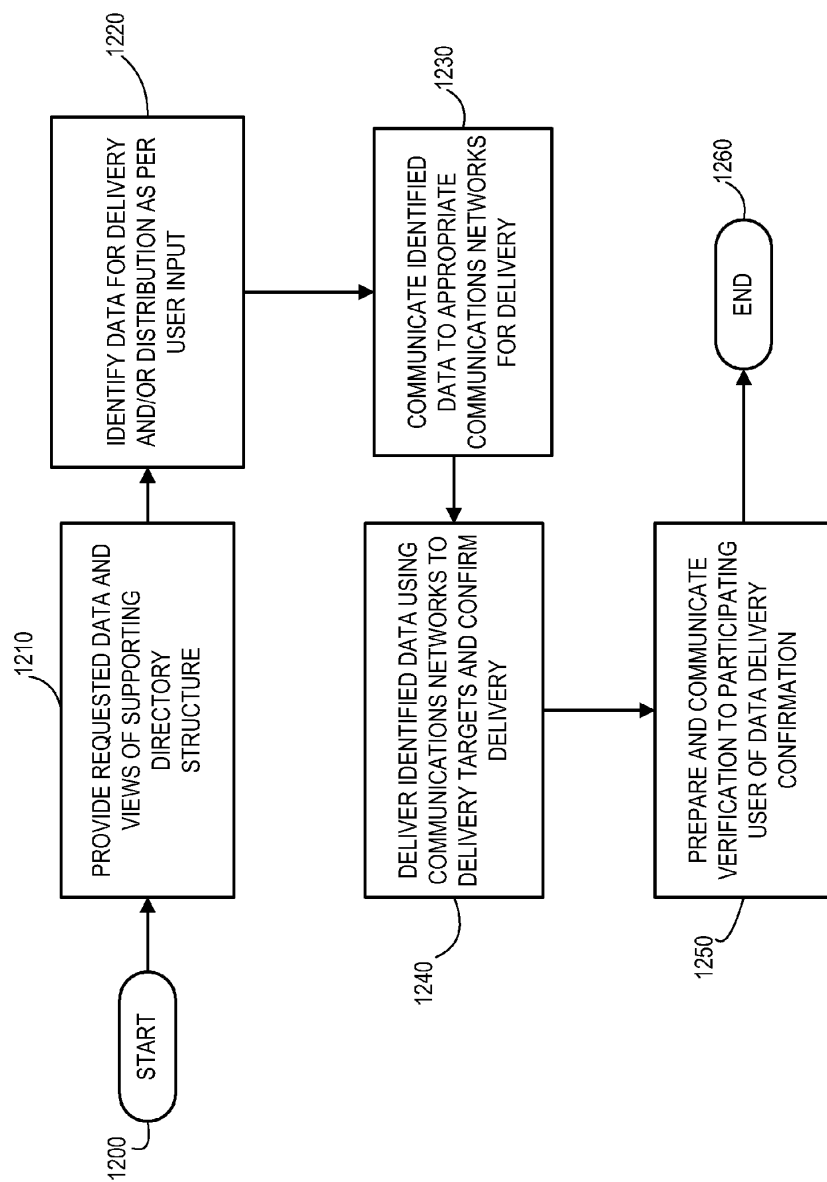 1200
START
1210
PROVIDE REQUESTED DATA AND
VIEWS OF SUPPORTING
DIRECTORY
STRUCTURE
1220
IDENTIFY DATA FOR DELIVERY
AND/OR DISTRIBUTION AS PER
USER INPUT
1230
COMMUNICATE IDENTIFIED
DATA TO APPROPRIATE
COMMUNICATIONS NETWORKS
FOR DELIVERY
1240
DELIVER IDENTIFIED DATA USING
COMMUNICATIONS NETWORKS TO
DELIVERY TARGETS AND CONFIRM
DELIVERY
1250
PREPARE AND COMMUNICATE
VERIFICATION TO PARTICIPATING
USER OF DATA DELIVERY
CONFIRMATION
1260
END